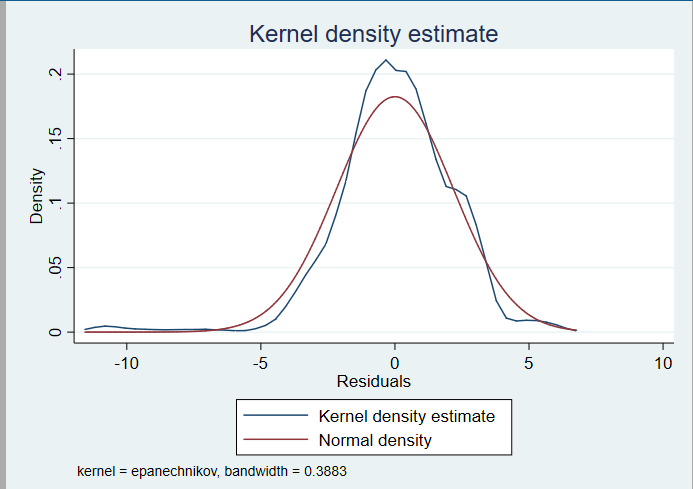 Kernel density estimate
Density
.2
.15
.1
.05
0
-10
-5
0
5
10
Residuals
Kernel density estimate
Normal density
kernel = epanechnikov, bandwidth = 0.3883